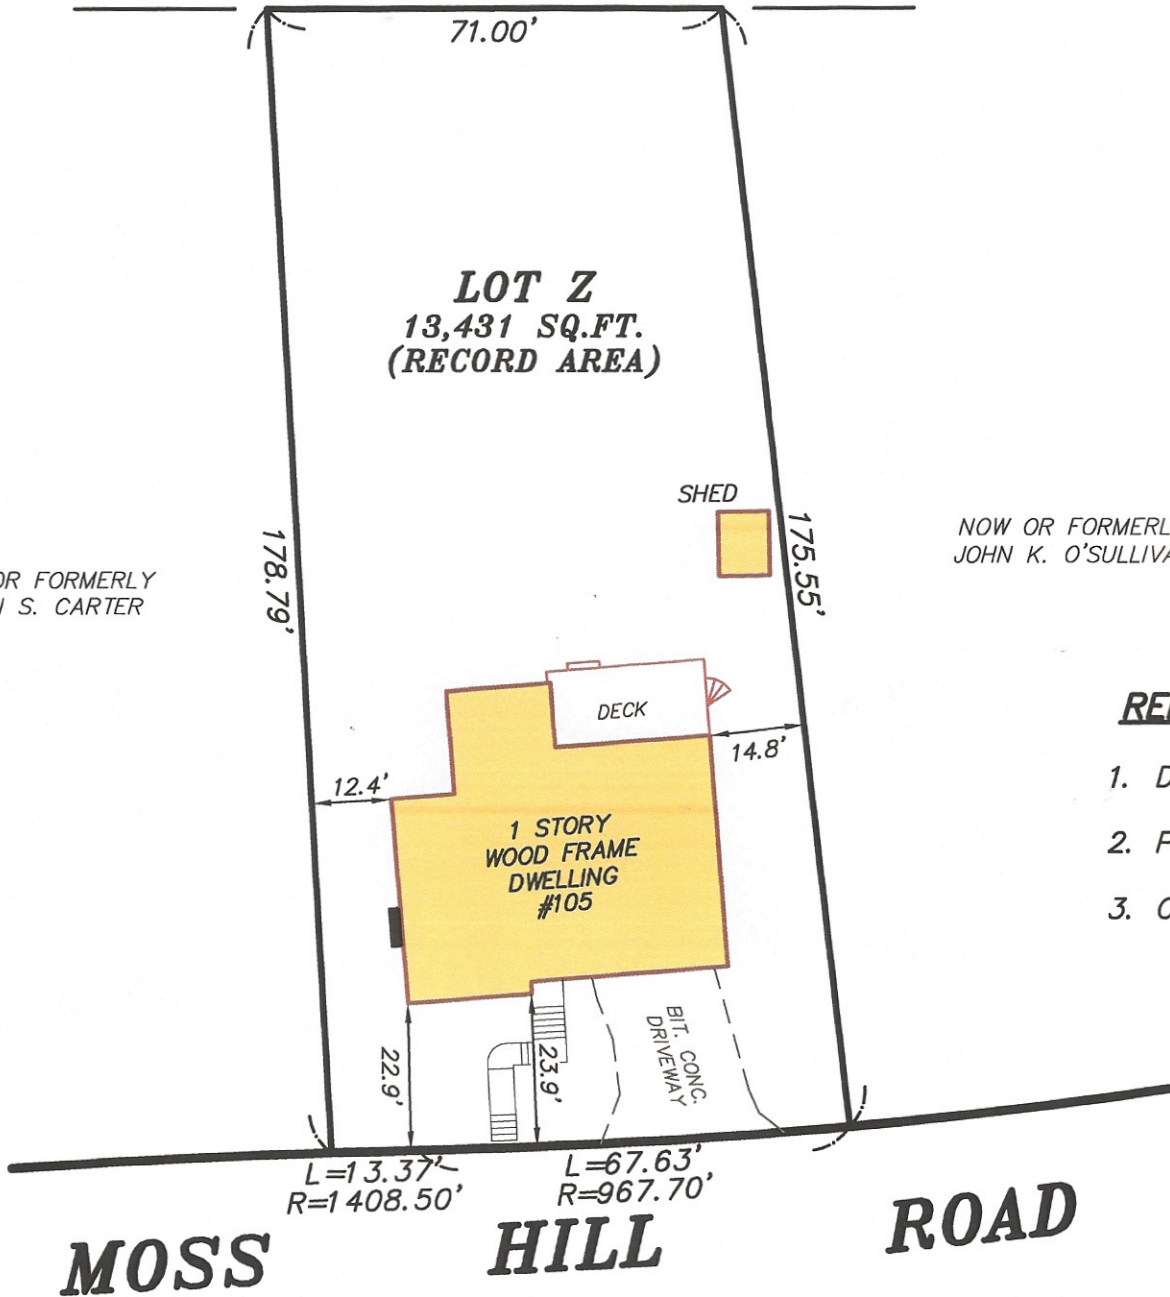 71.00'
LOT Z
13,431 SQ.FT.
(RECORD AREA)
SHED
178.79'
175.55'
OR FORMERLY
S. CARTER
NOW OR FORMERL
JOHN K. O'SULLIVA
DECK
14.8'
12.4'
1 STORY
WOOD FRAME
DWELLING
#105
RE
1. D
2.
3.
BIT. CONC.
DRIVEWAY
22.9'
23.9'
L=13.37'
R=1408.50'
L=67.63'
R=967.70'
MOSS HILL ROAD